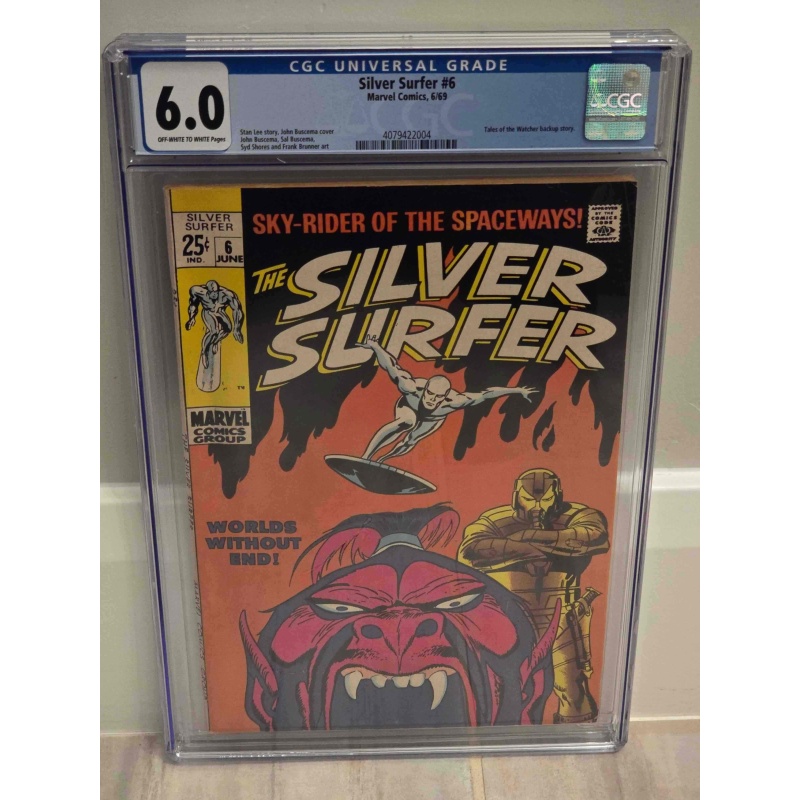 CGC UNIVERSAL GRADE
6.0
OFF-WHITE TO WHITE Pages
Silver Surfer #6
Marvel Comics, 6/69
Stan Lee story, John Buscema cover
John Buscema, Sal Buscema,
Syd Shores and Frank Brunner art
4079422004
Tales of the Watcher backup story.
CGC
SILVER
SURFER
25¢
IND.
6
JUNE
TM
MARVEL
COMICS
GROUP
SKY-RIDER OF THE SPACEWAYS!
APPROVED
BY THE
COMICS
CODE
AUTHORITY
THE SILVER
SURFER
WORLDS
WITHOUT
END!